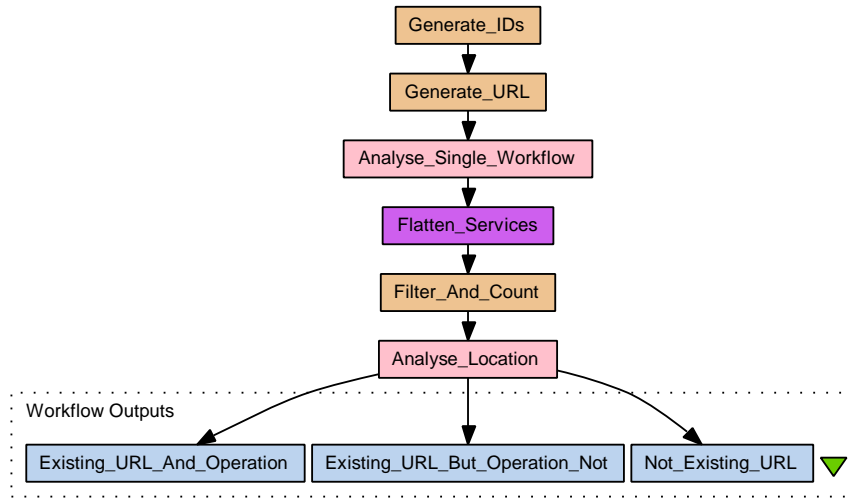 Generate_IDs
Generate_URL
Analyse_Single_Workflow
Flatten_Services
Filter_And_Count
Analyse_Location
Workflow Outputs
Existing_URL_And_Operation
Existing_URL_But_Operation_Not
Not_Existing_URL